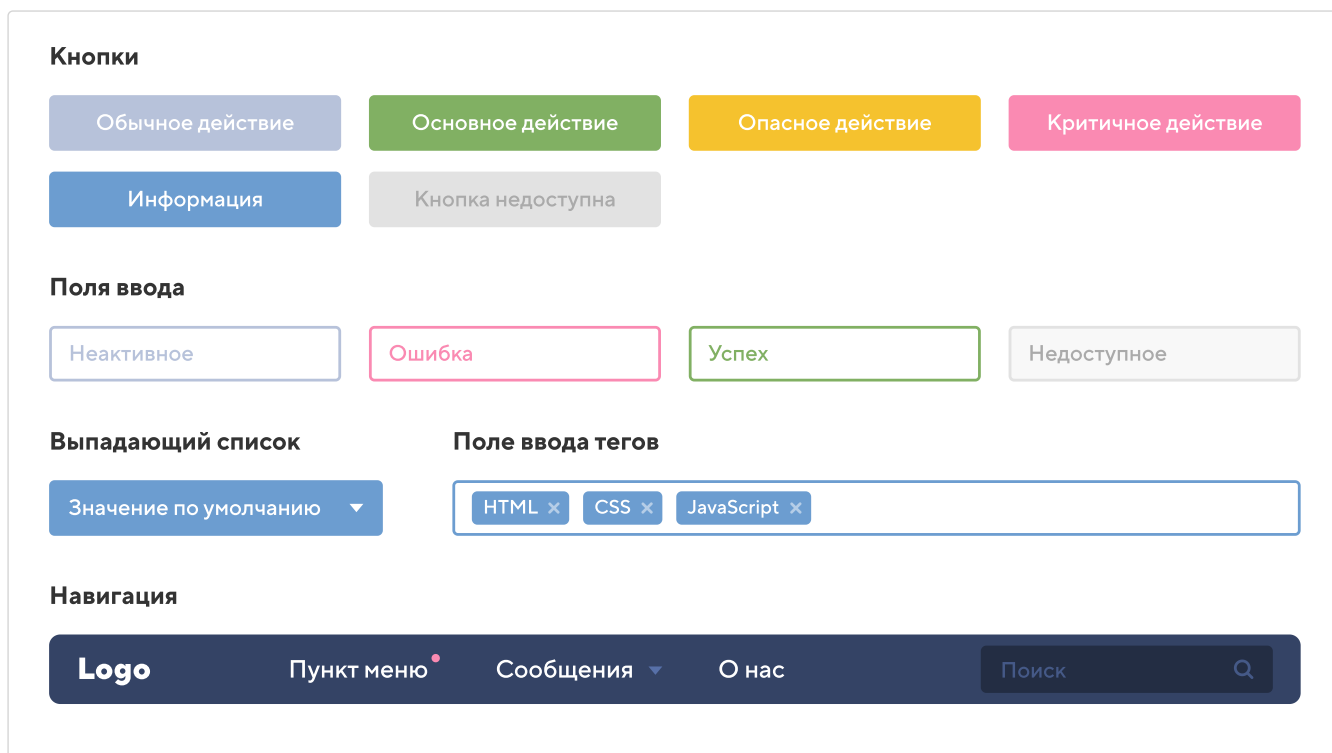 Кнопки
Обычное действие
Основное действие
Опасное действие
Критичное действие
Информация
Кнопка недоступна
Поля ввода
Неактивное
Ошибка
Успех
Недоступное
Выпадающий список
Поле ввода тегов
Значение по умолчанию
HTML
CSS
JavaScript
Навигация
Logo
Пункт меню
Сообщения
О нас
Поиск